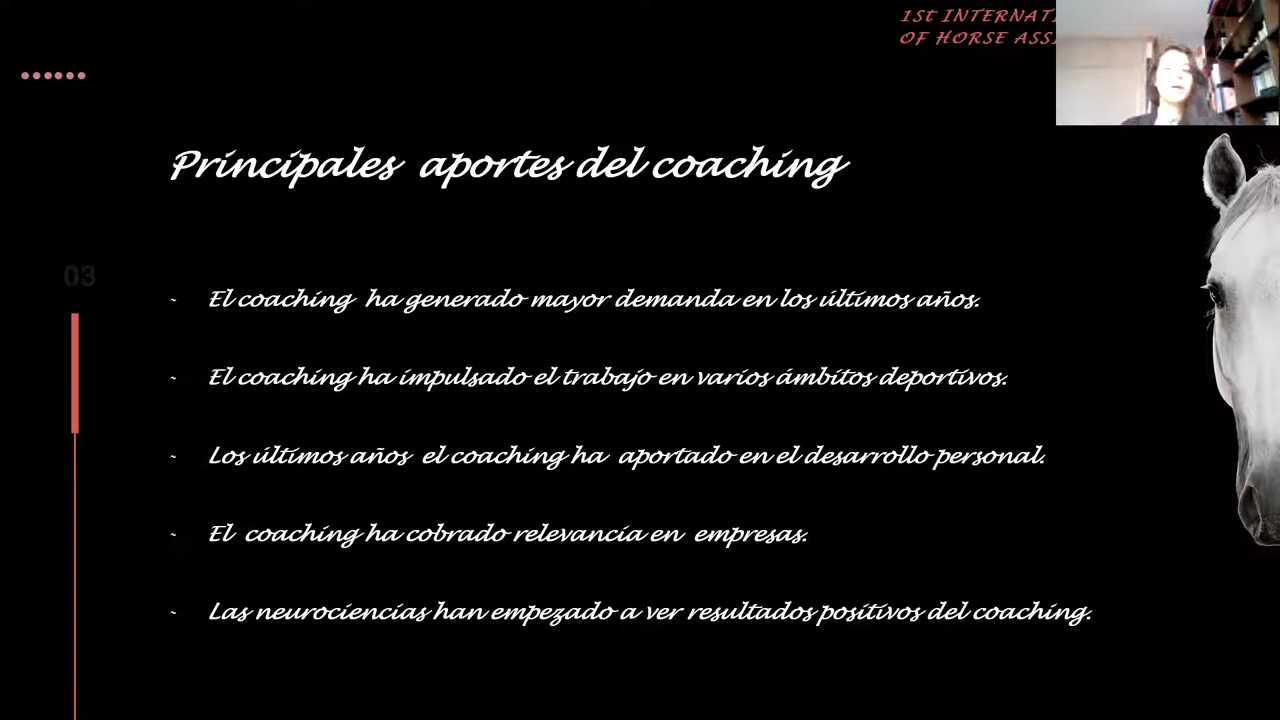 1St INTERNATI
OF HORSE ASS
Principales aportes del coaching
03
- El coaching ha generado mayor demanda en los últimos años.
- El coaching ha impulsado el trabajo en varios ámbitos deportivos.
- Los últimos años el coaching ha aportado en el desarrollo personal.
- El coaching ha cobrado relevancia en empresas.
- Las neurociencias han empezado a ver resultados positivos del coaching.